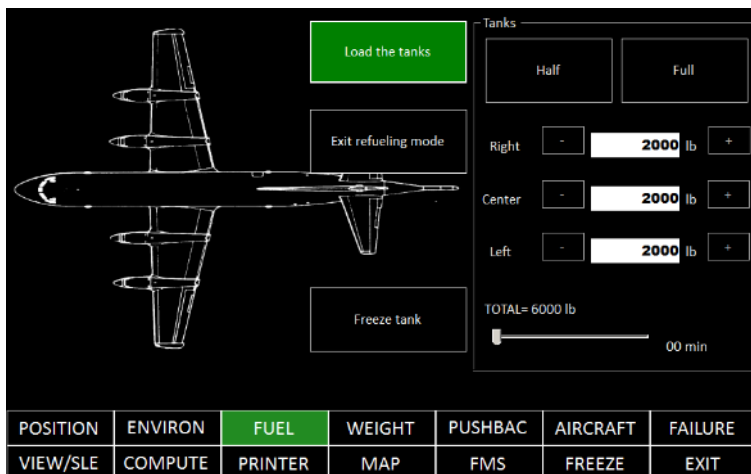 Load the tanks
Exit refueling mode
Freeze tank
Tanks
Half Full
Right - 2000 lb +
Center - 2000 lb +
Left - 2000 lb +
TOTAL= 6000 lb
00 min
POSITION ENVIRON FUEL WEIGHT PUSHBAC AIRCRAFT FAILURE
VIEW/SLE COMPUTE PRINTER MAP FMS FREEZE EXIT